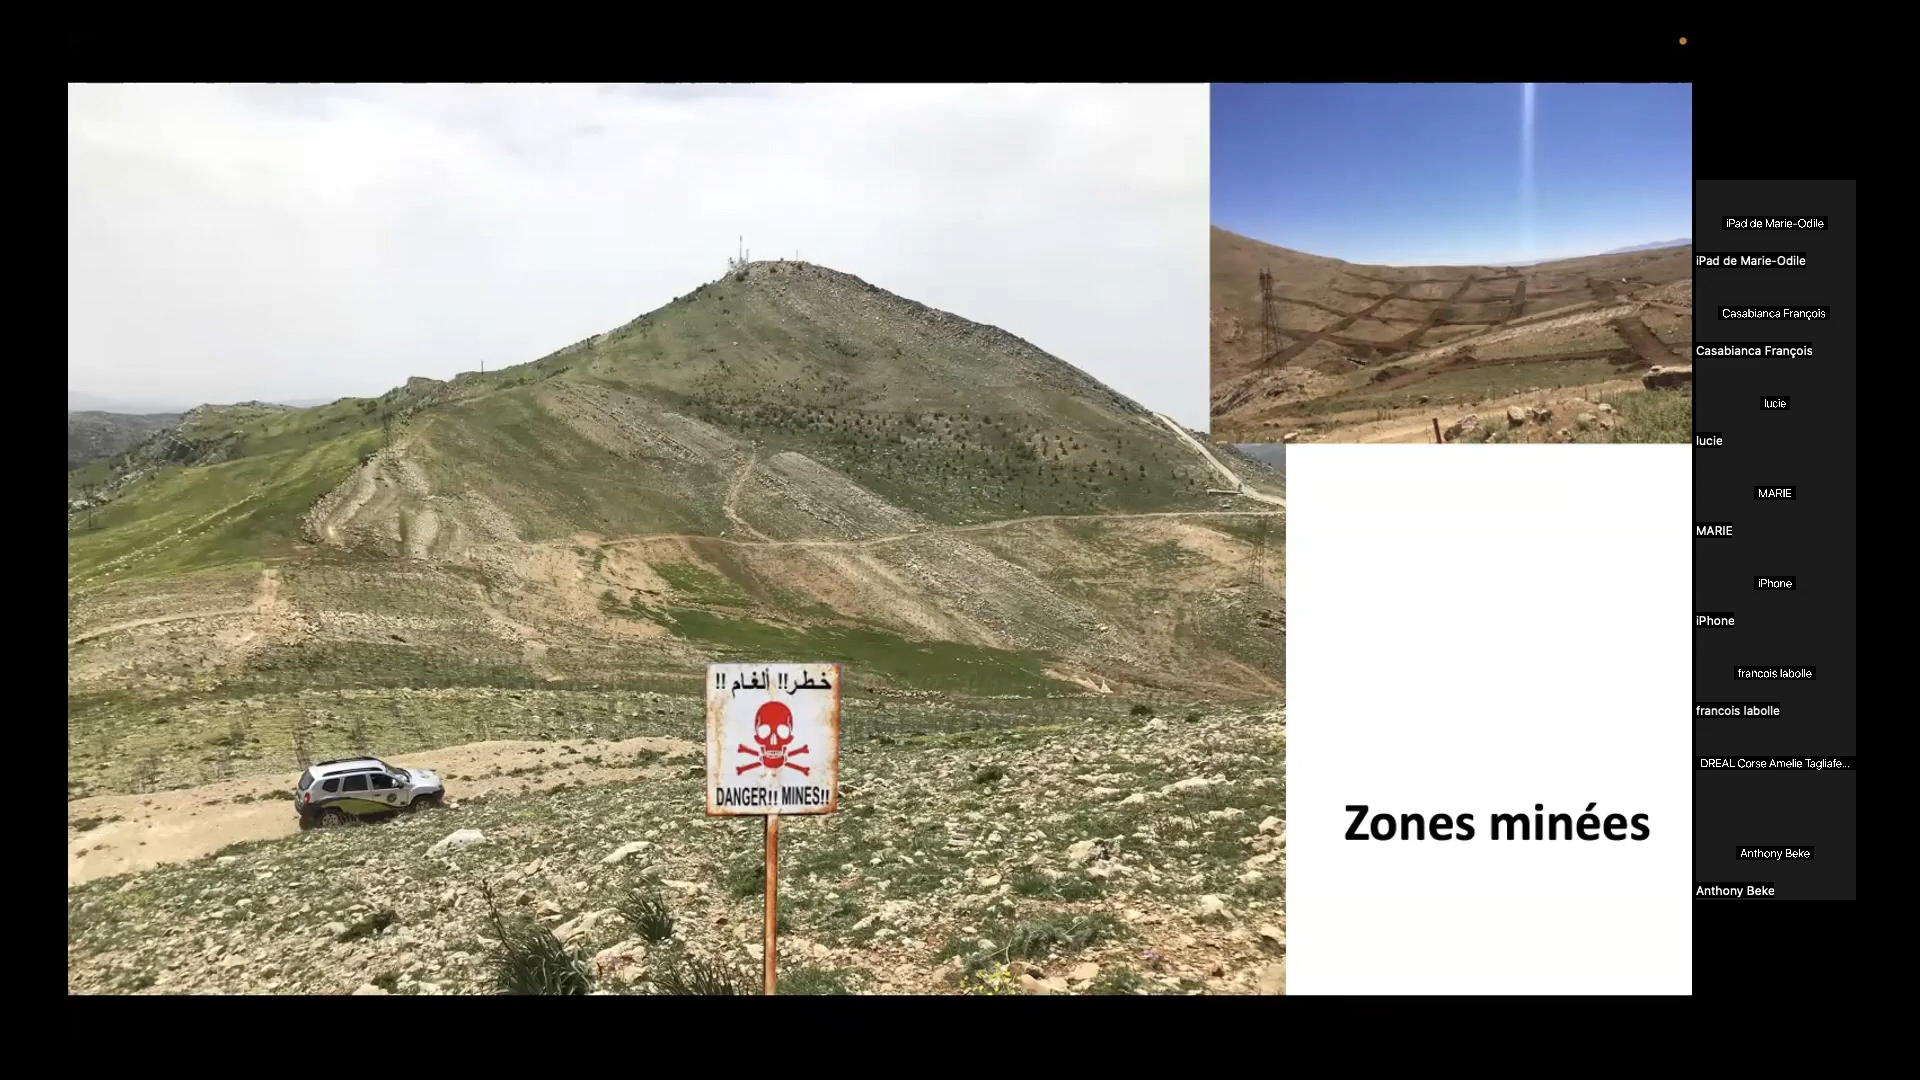 خطر!! ألغام !!
DANGER!! MINES!!
Zones minées
iPad de Marie-Odile
iPad de Marie-Odile
Casabianca François
Casabianca François
lucie
lucie
MARIE
MARIE
iPhone
iPhone
francois labolle
francois labolle
DREAL Corse Amelie Tagliafe...
Anthony Beke
Anthony Beke